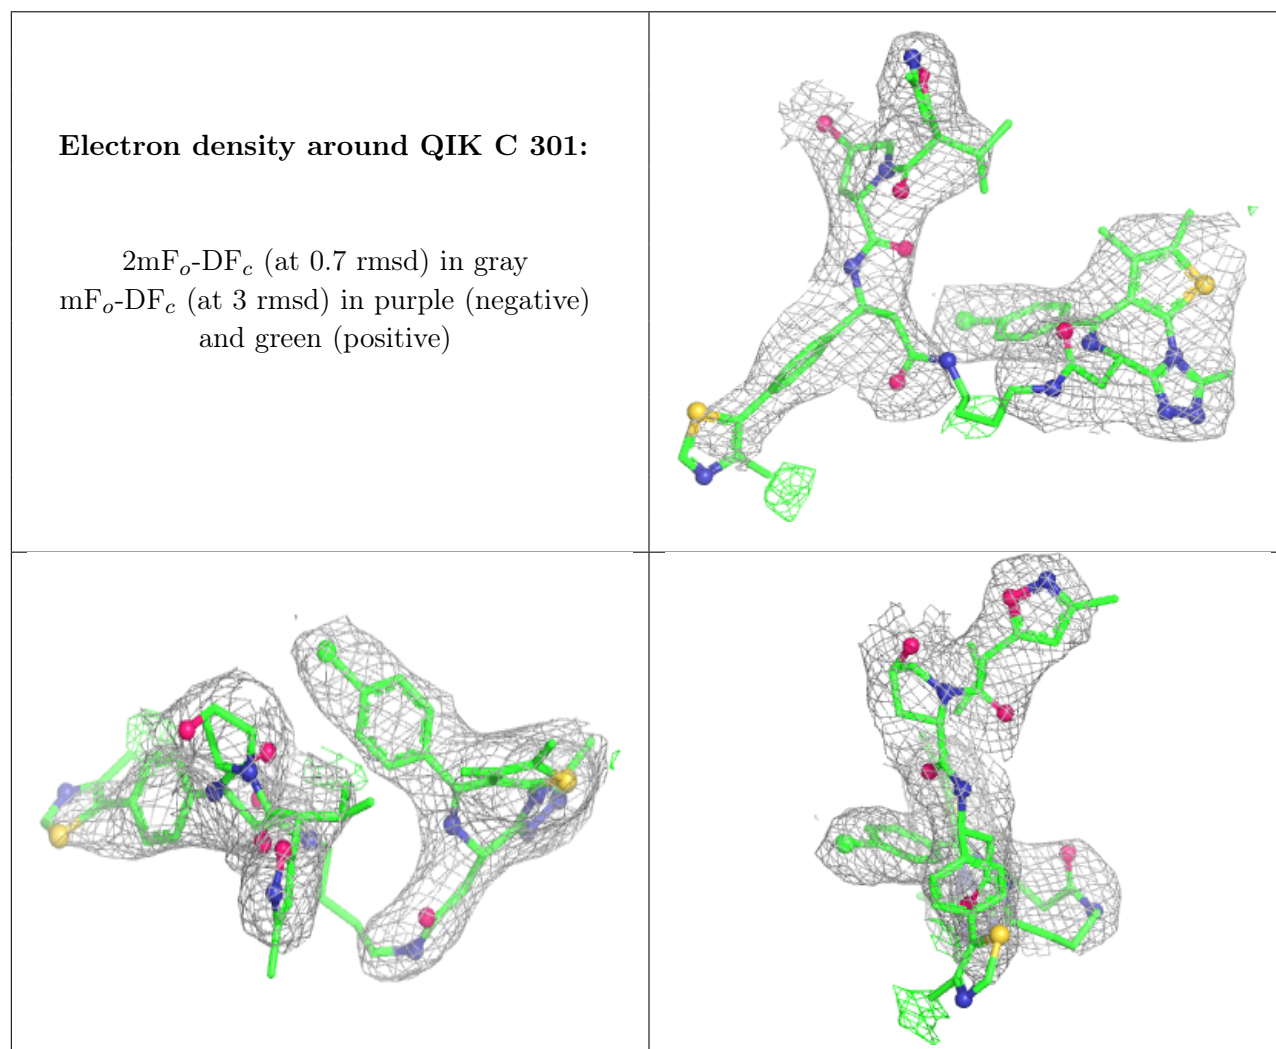 Electron density around QIK C 301:
2mFo-DFc (at 0.7 rmsd) in gray
mFo-DFc (at 3 rmsd) in purple (negative)
and green (positive)